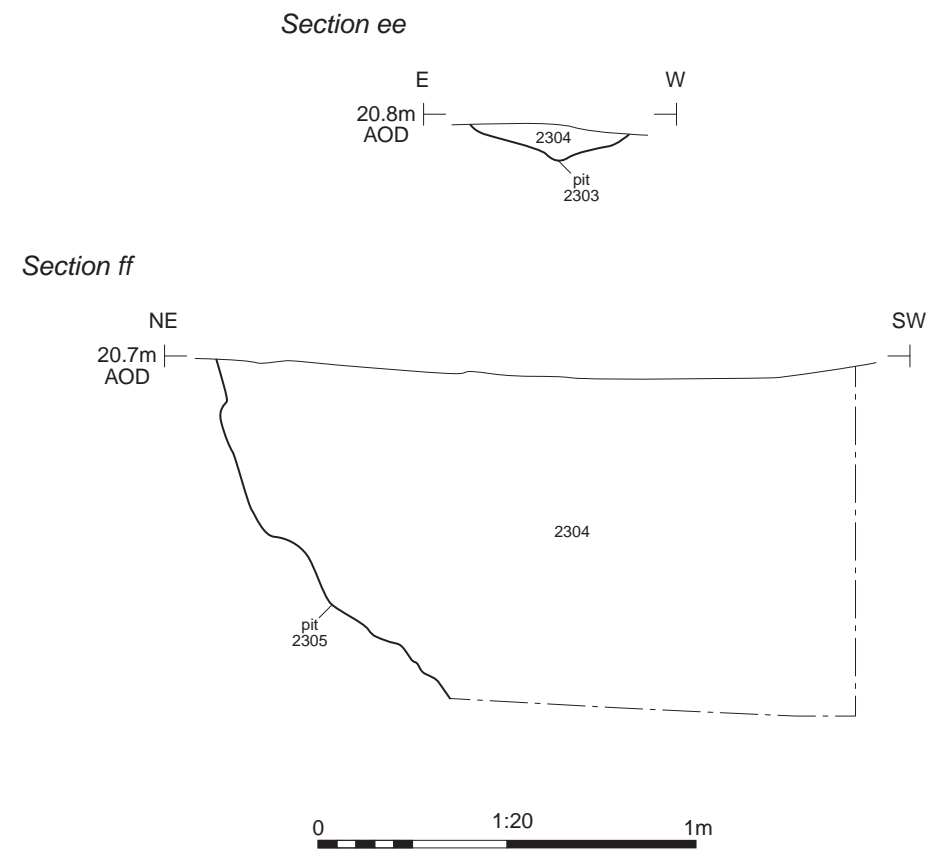 Section ee
E W
20.8m
AOD
2304
pit
2303
Section ff
NE SW
20.7m
AOD
2304
pit
2305
0 1:20 1m